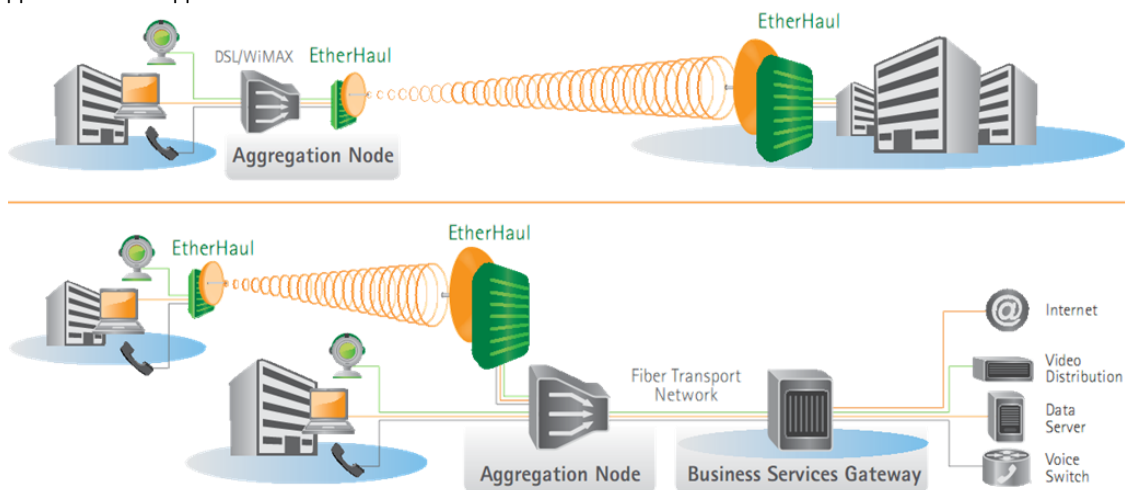 DSL/WiMAX
EtherHaul
EtherHaul
Aggregation Node
EtherHaul
EtherHaul
Internet
Fiber Transport
Network
Video
Distribution
Data
Server
Aggregation Node
Business Services Gateway
Voice
Switch